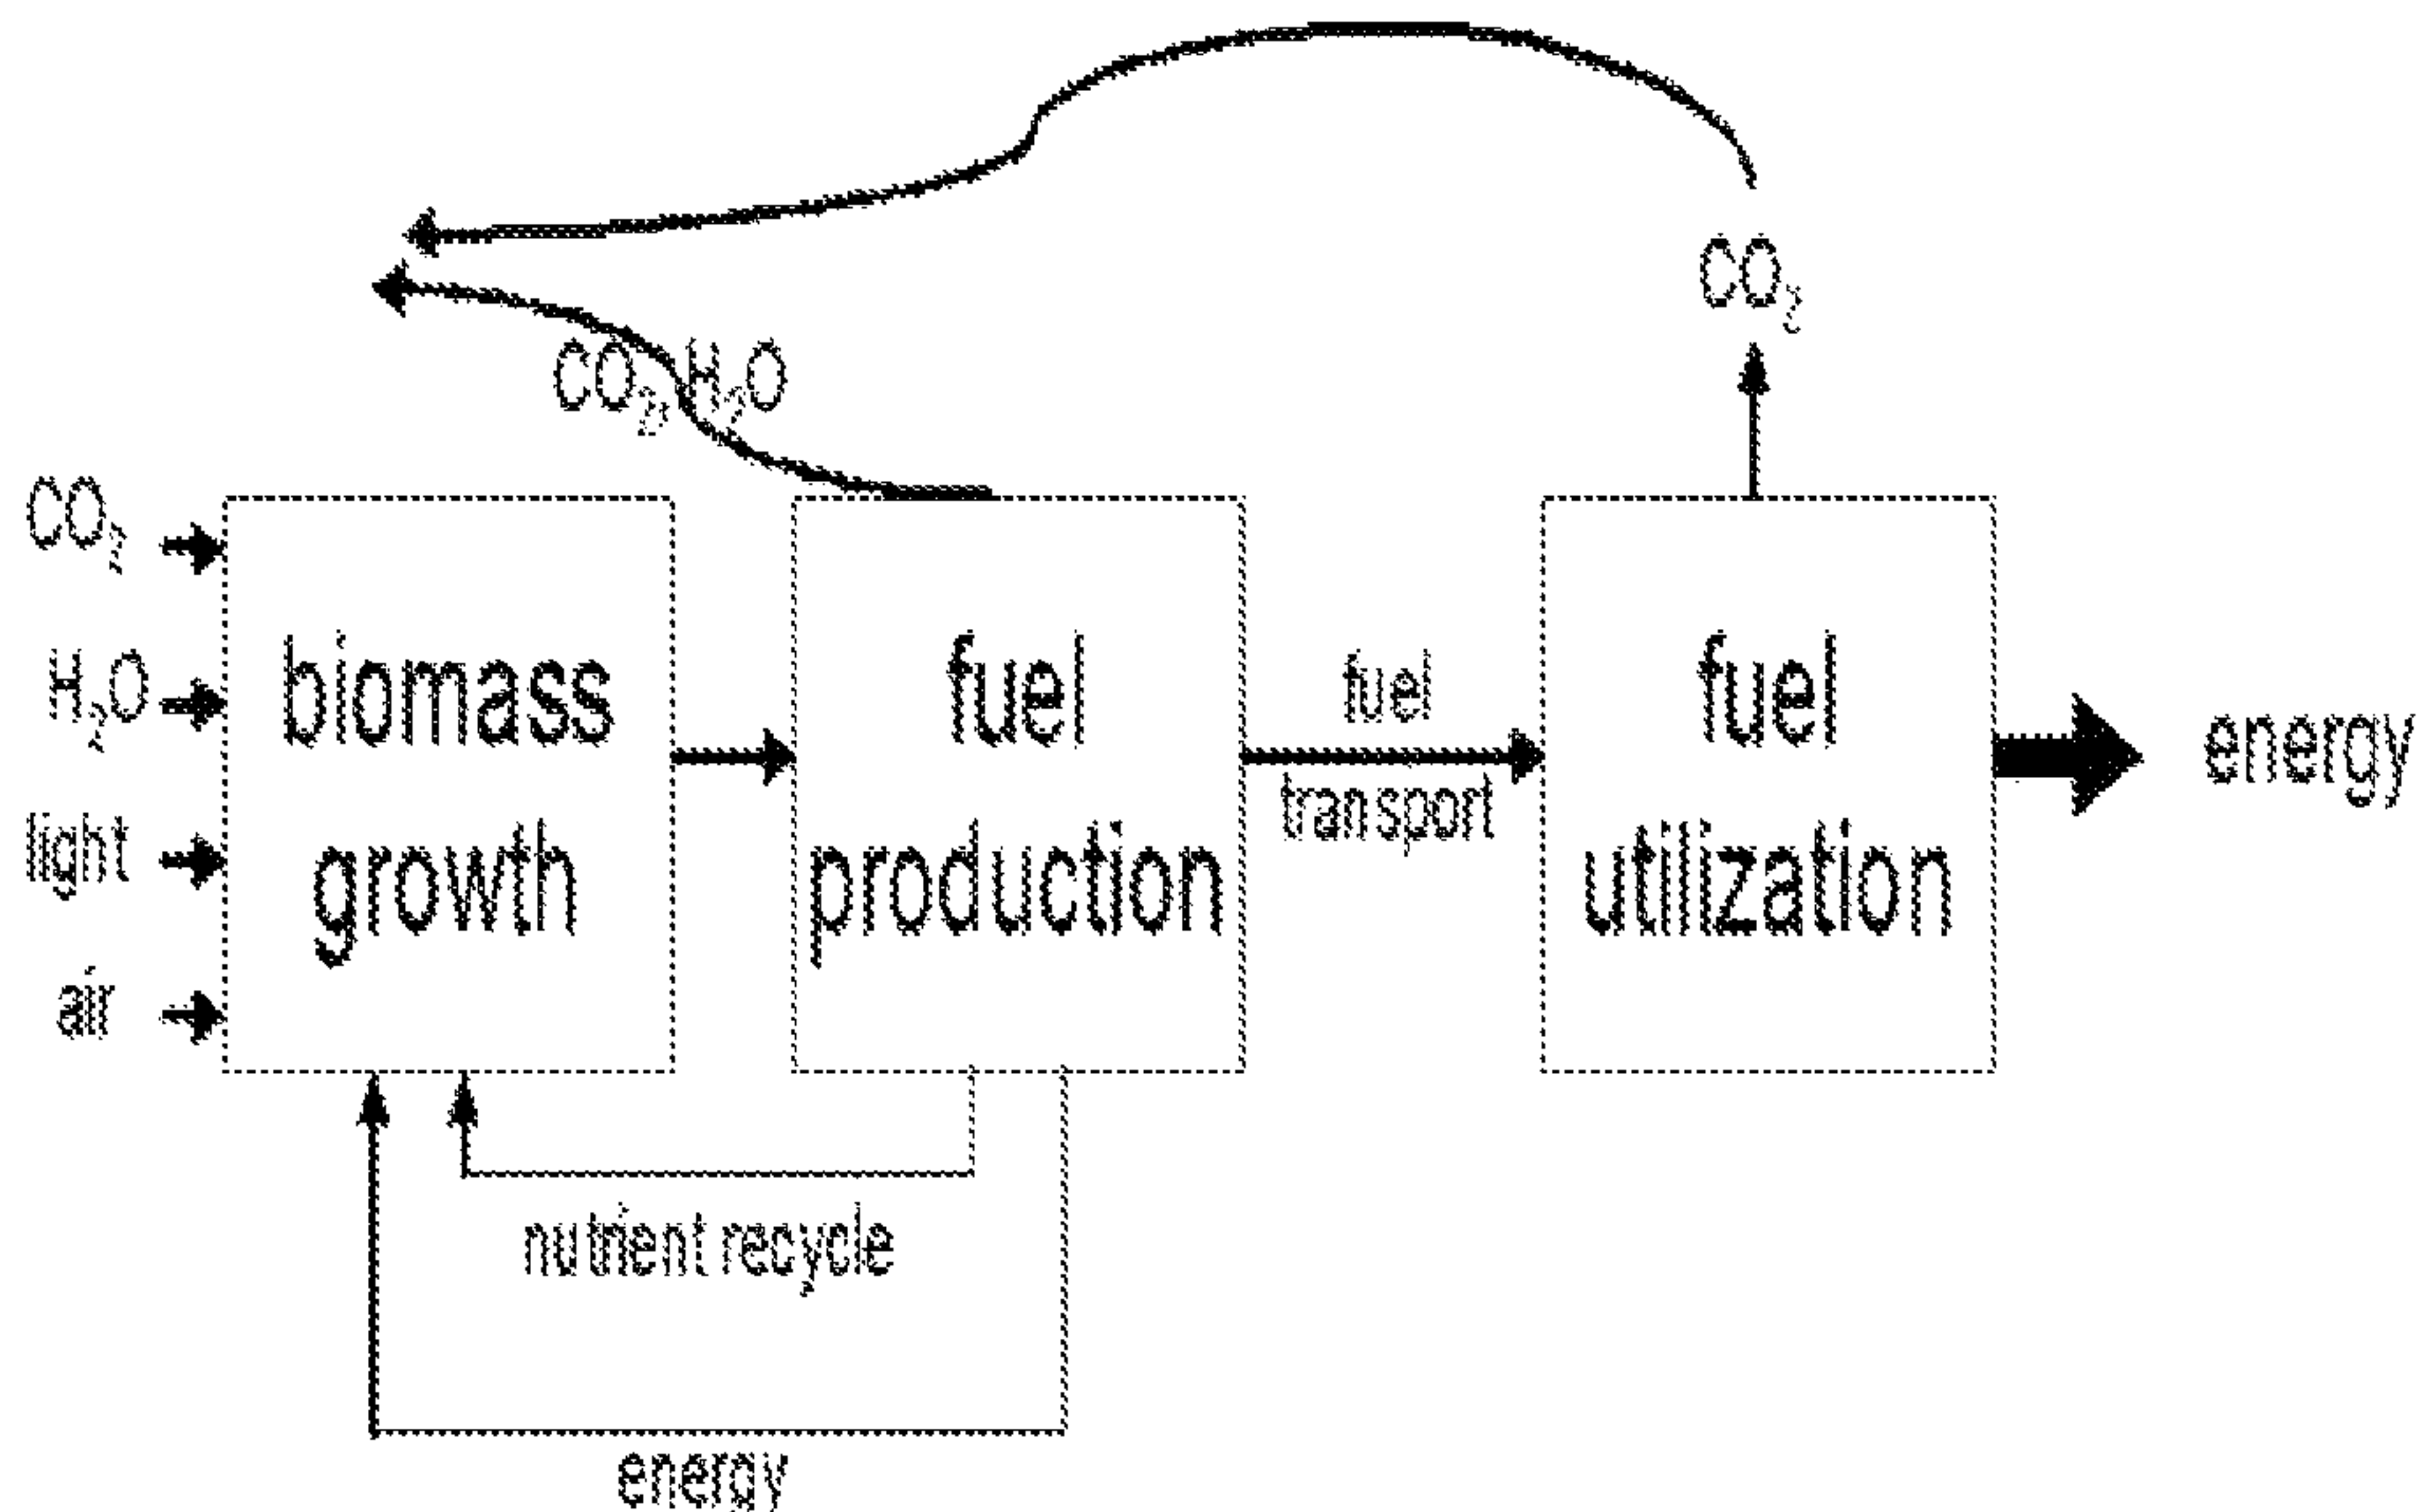 CO₂
CO₂, H₂O
CO₂
H₂O
light
air
biomass
growth
fuel
production
fuel
transport
fuel
utilization
energy
nutrient recycle
energy